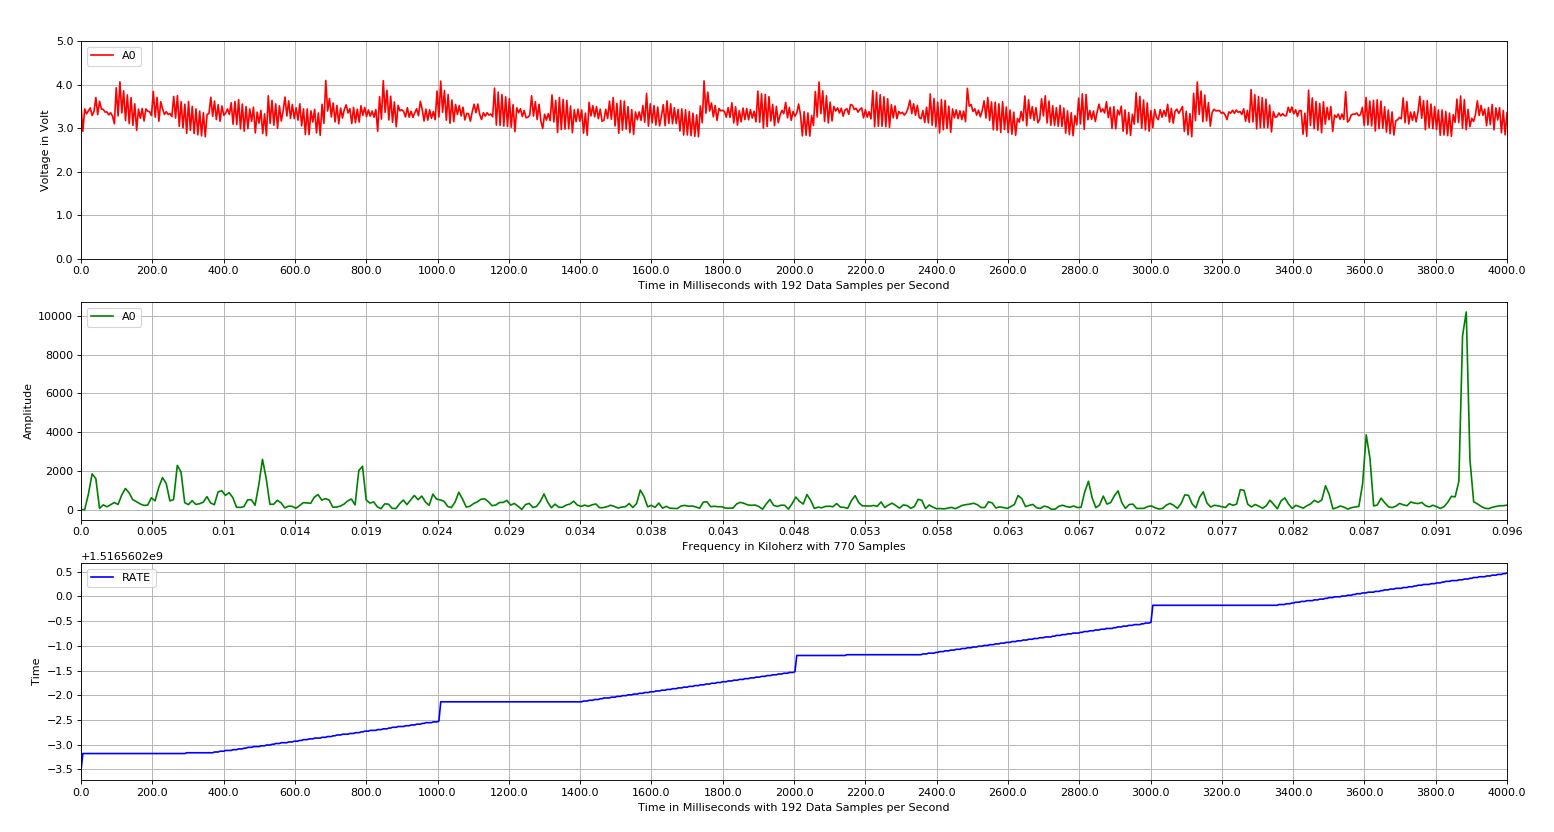 5.0
4.0
3.0
2.0
1.0
0.0
Voltage in Volt
A0
0.0 200.0 400.0 600.0 800.0 1000.0 1200.0 1400.0 1600.0 1800.0 2000.0 2200.0 2400.0 2600.0 2800.0 3000.0 3200.0 3400.0 3600.0 3800.0 4000.0
Time in Milliseconds with 192 Data Samples per Second
10000
8000
6000
4000
2000
0
Amplitude
A0
0.0 0.005 0.01 0.014 0.019 0.024 0.029 0.034 0.038 0.043 0.048 0.053 0.058 0.063 0.067 0.072 0.077 0.082 0.087 0.091 0.096
Frequency in Kiloherz with 770 Samples
+1.5165602e9
0.5
0.0
−0.5
−1.0
−1.5
−2.0
−2.5
−3.0
−3.5
Time
RATE
0.0 200.0 400.0 600.0 800.0 1000.0 1200.0 1400.0 1600.0 1800.0 2000.0 2200.0 2400.0 2600.0 2800.0 3000.0 3200.0 3400.0 3600.0 3800.0 4000.0
Time in Milliseconds with 192 Data Samples per Second